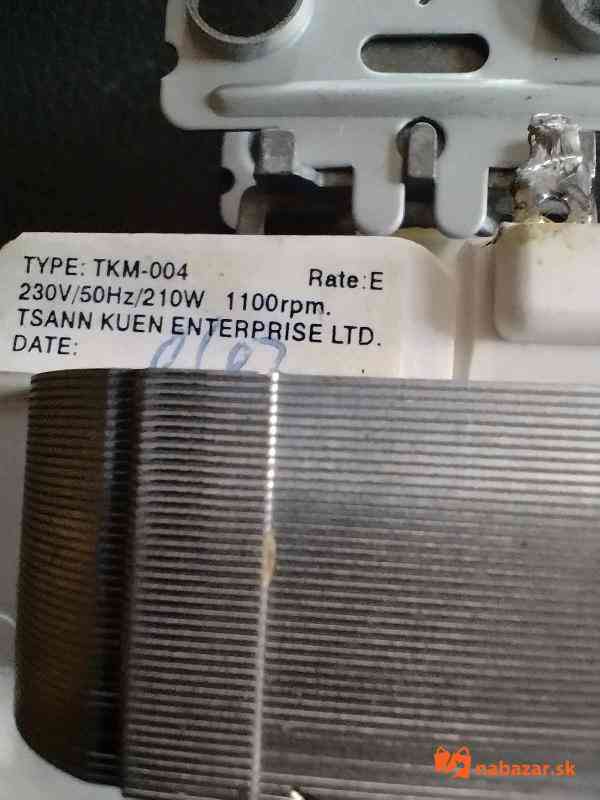 TYPE: TKM-004 Rate:E
230V/50Hz/210W 1100rpm.
TSANN KUEN ENTERPRISE LTD.
DATE:
nabazar.sk